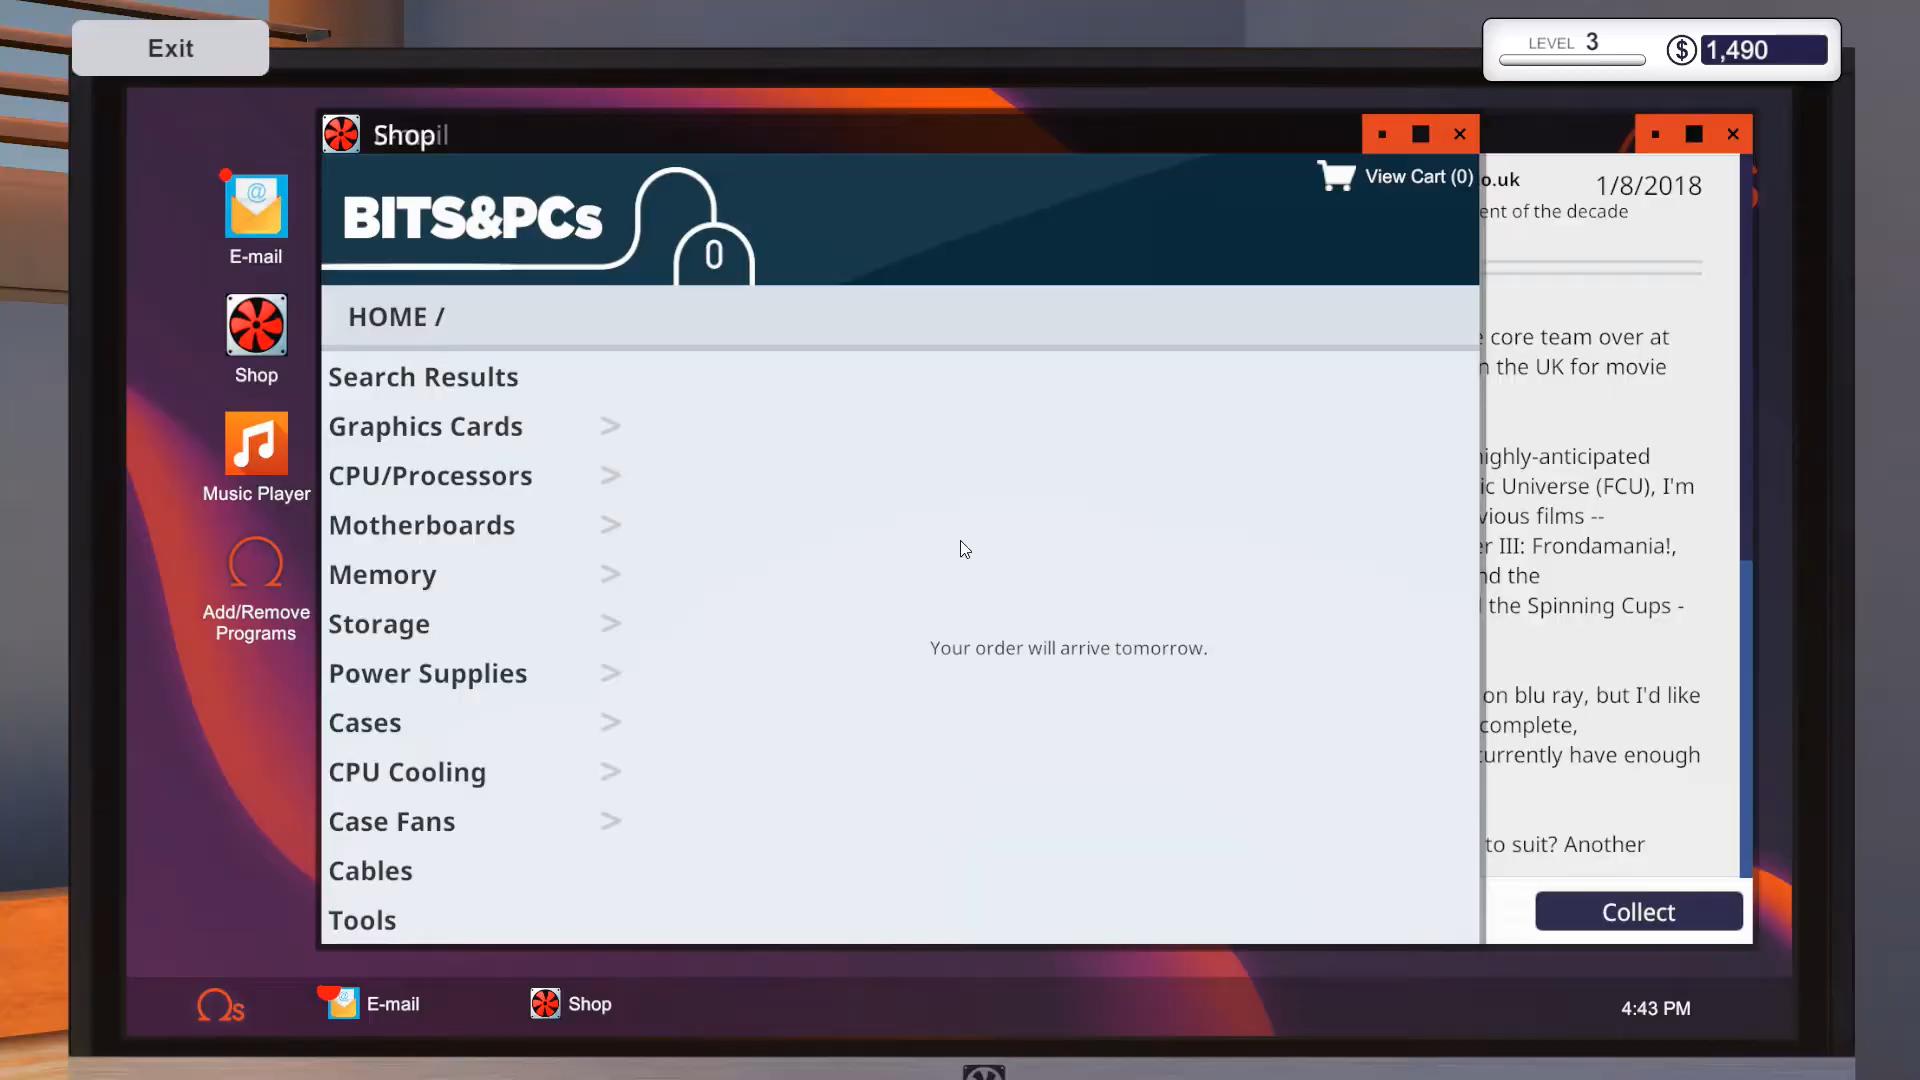 Exit
LEVEL 3
$ 1,490
Shop
View Cart (0)
BITS&PCs
HOME /
Search Results
Graphics Cards >
CPU/Processors >
Motherboards >
Memory >
Storage >
Power Supplies >
Cases >
CPU Cooling >
Case Fans >
Cables
Tools
Your order will arrive tomorrow.
E-mail
Shop
Music Player
Add/Remove
Programs
o.uk
1/8/2018
ent of the decade
core team over at
the UK for movie
ighly-anticipated
ic Universe (FCU), I'm
vious films --
III: Frondamania!,
the
the Spinning Cups -
on blu ray, but I'd like
complete,
urrently have enough
to suit? Another
Collect
Ωs
E-mail
Shop
4:43 PM